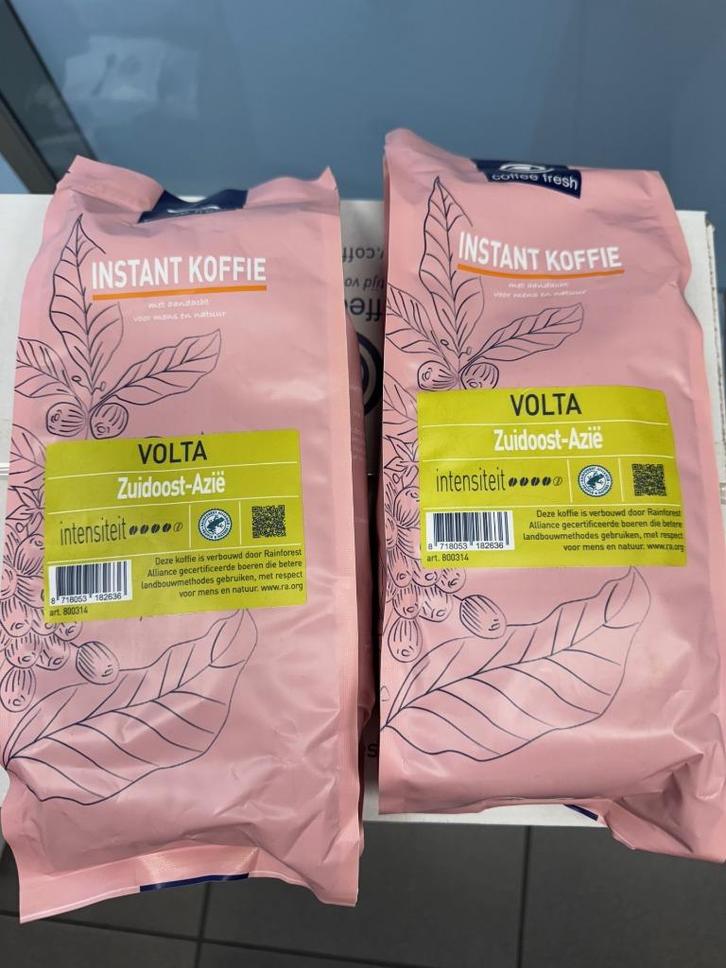 INSTANT KOFFIE
met aandacht
voor mens en natuur
VOLTA
Zuidoost-Azië
intensiteit
Deze koffie is verbouwd door Rainforest
Alliance gecertificeerde boeren die betere
landbouwmethodes gebruiken, met respect
voor mens en natuur. www.ra.org
8 718053 182636
art. 800314
coffee fresh
INSTANT KOFFIE
met aandacht
voor mens en natuur
VOLTA
Zuidoost-Azië
intensiteit
Deze koffie is verbouwd door Rainforest
Alliance gecertificeerde boeren die betere
landbouwmethodes gebruiken, met respect
voor mens en natuur. www.ra.org
8 718053 182636
art. 800314